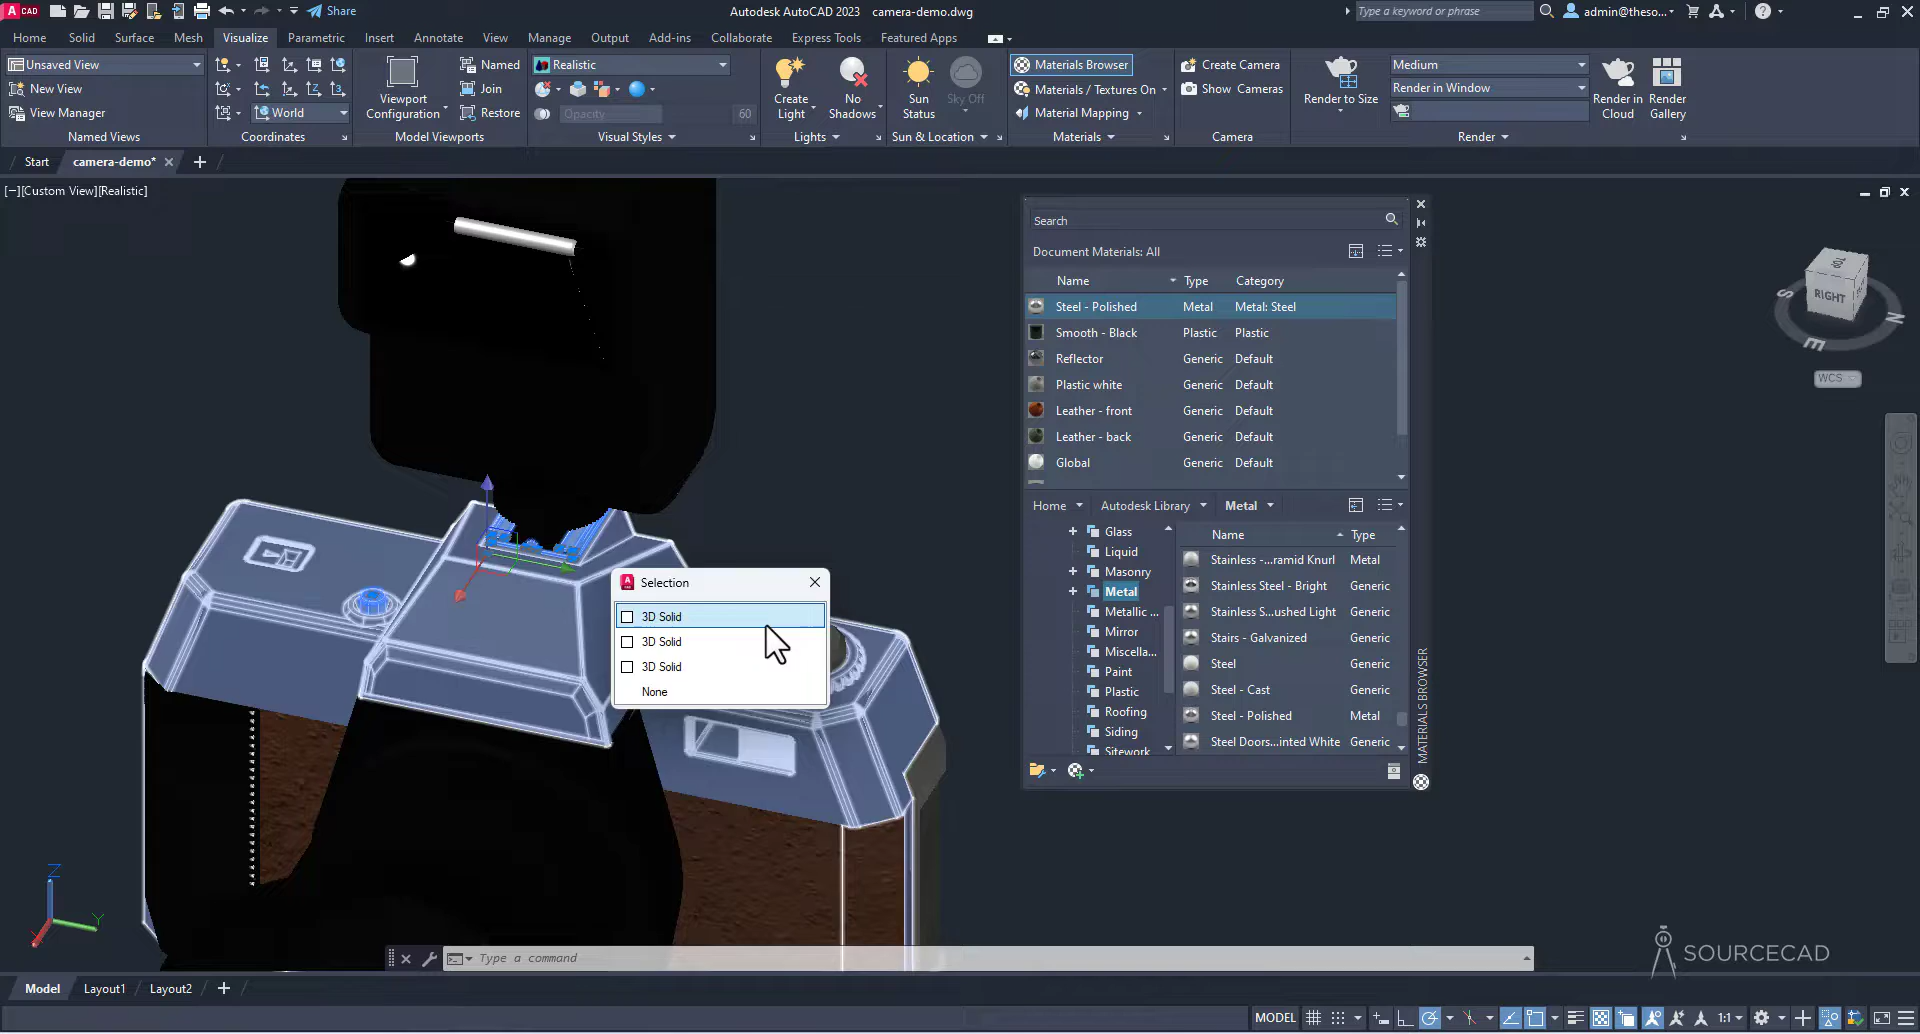 A CAD
Share
Autodesk AutoCAD 2023 camera-demo.dwg
Type a keyword or phrase
admin@theso...
Home Solid Surface Mesh Visualize Parametric Insert Annotate View Manage Output Add-ins Collaborate Express Tools Featured Apps
Unsaved View
New View
View Manager
Named Views
World
Coordinates
Viewport
Configuration
Named
Join
Restore
Model Viewports
Realistic
Opacity 60
Visual Styles
Create
Light
No
Shadows
Lights
Sun
Status
Sky Off
Sun & Location
Materials Browser
Materials / Textures On
Material Mapping
Materials
Create Camera
Show Cameras
Camera
Render to Size
Medium
Render in Window
Render in
Cloud
Render
Gallery
Render
Start camera-demo*
[−][Custom View][Realistic]
Search
Document Materials: All
Name Type Category
Steel - Polished Metal Metal: Steel
Smooth - Black Plastic Plastic
Reflector Generic Default
Plastic white Generic Default
Leather - front Generic Default
Leather - back Generic Default
Global Generic Default
Home Autodesk Library Metal
Glass
Liquid
Masonry
Metal
Metallic ...
Mirror
Miscella...
Paint
Plastic
Roofing
Siding
Sitework
Name Type
Stainless -...ramid Knurl Metal
Stainless Steel - Bright Generic
Stainless S...ushed Light Generic
Stairs - Galvanized Generic
Steel Generic
Steel - Cast Generic
Steel - Polished Metal
Steel Doors...inted White Generic
MATERIALS BROWSER
TOP
RIGHT
S
N
E
WCS
Selection
3D Solid
3D Solid
3D Solid
None
Z
Y
X
Type a command
SOURCECAD
Model Layout1 Layout2
MODEL
1:1